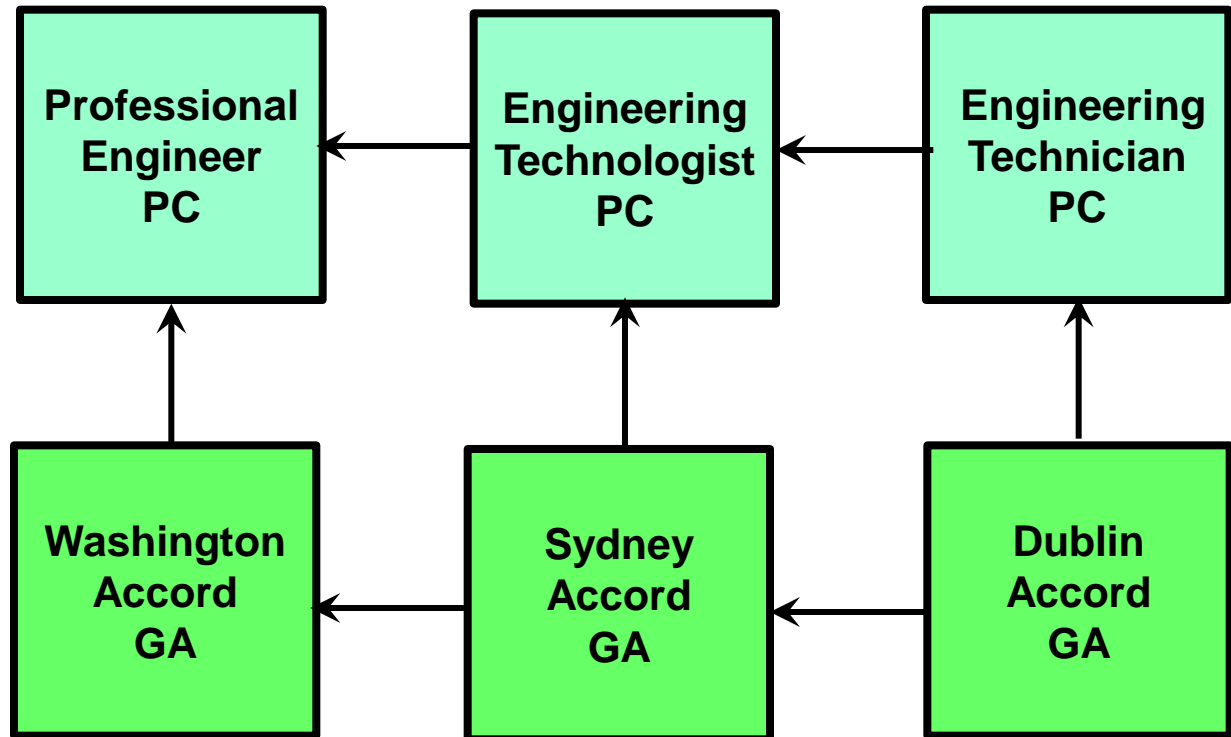 Professional
Engineer
PC
Engineering
Technologist
PC
Engineering
Technician
PC
Washington
Accord
GA
Sydney
Accord
GA
Dublin
Accord
GA